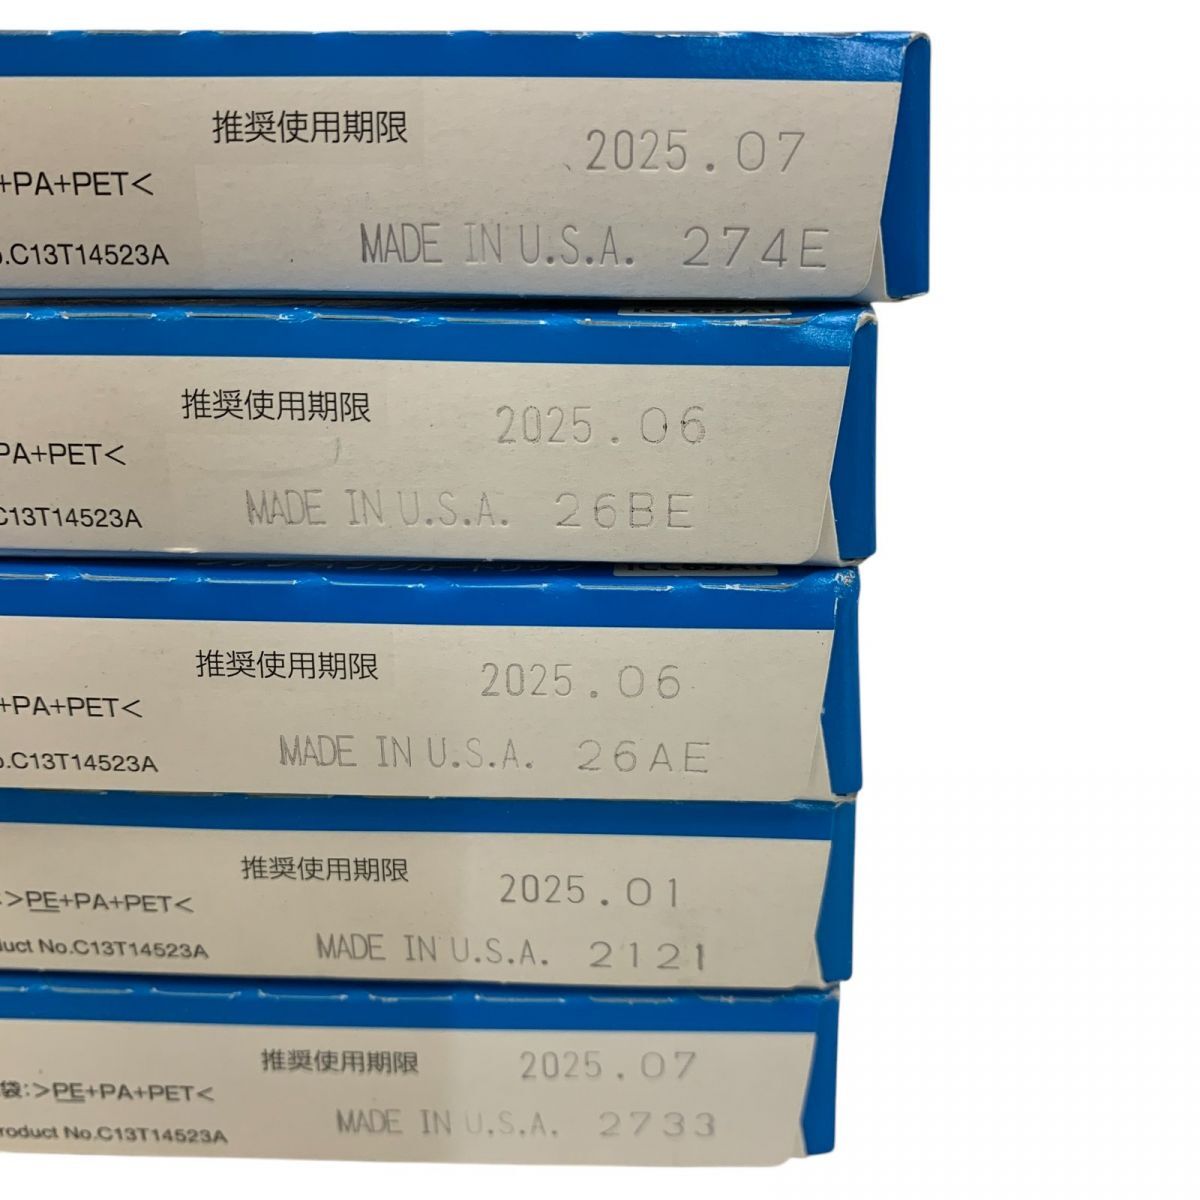 推奨使用期限 2025.07
+PA+PET<
.C13T14523A MADE IN U.S.A. 274E
推奨使用期限 2025.06
PA+PET<
C13T14523A MADE IN U.S.A. 26BE
推奨使用期限 2025.06
+PA+PET<
.C13T14523A MADE IN U.S.A. 26AE
推奨使用期限 2025.01
:>PE+PA+PET<
duct No.C13T14523A MADE IN U.S.A. 2121
推奨使用期限 2025.07
袋:>PE+PA+PET<
roduct No.C13T14523A MADE IN U.S.A. 2733